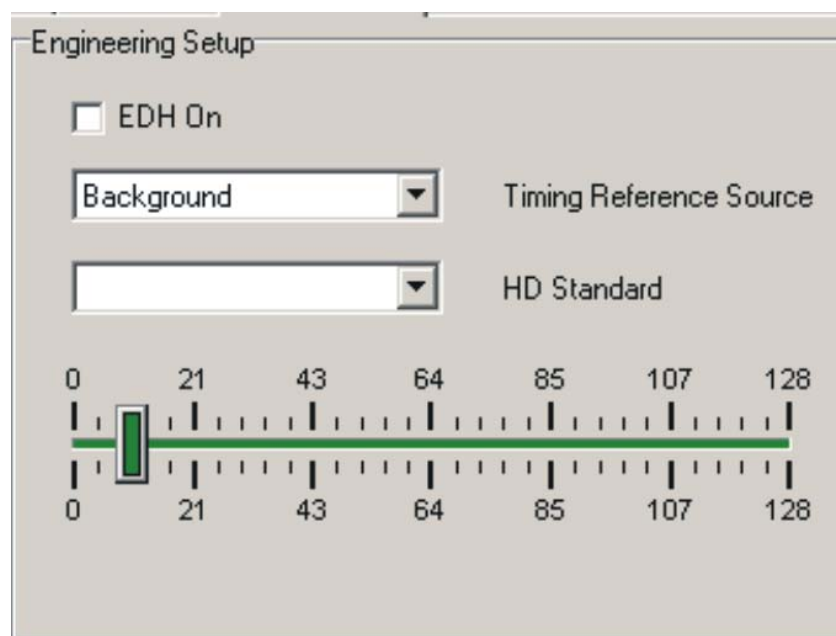 Engineering Setup
EDH On
Background Timing Reference Source
HD Standard
0 21 43 64 85 107 128
0 21 43 64 85 107 128